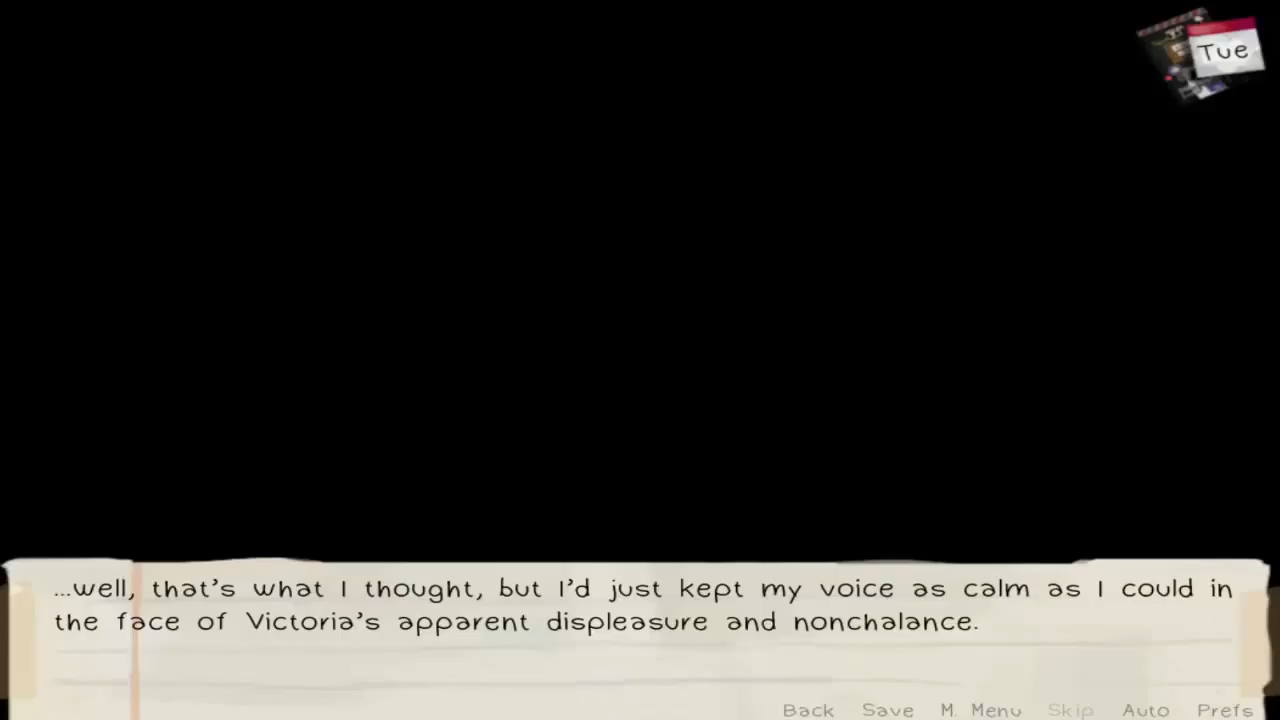 Tue
...well, that's what I thought, but I'd just kept my voice as calm as I could in
the face of Victoria's apparent displeasure and nonchalance.
Back Save M. Menu Skip Auto Prefs